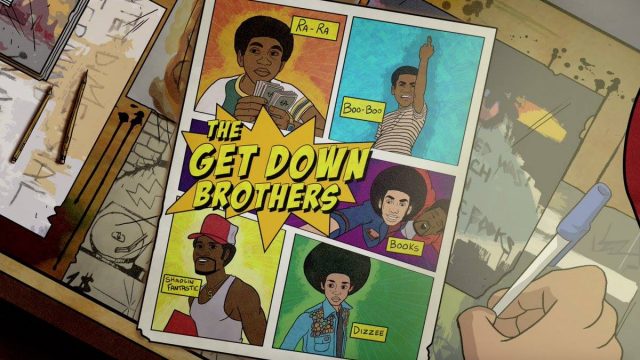 RA-RA
BOO-BOO
THE
GET DOWN
BROTHERS
BOOKS
SHAOLIN
FANTASTIC
DIZZEE